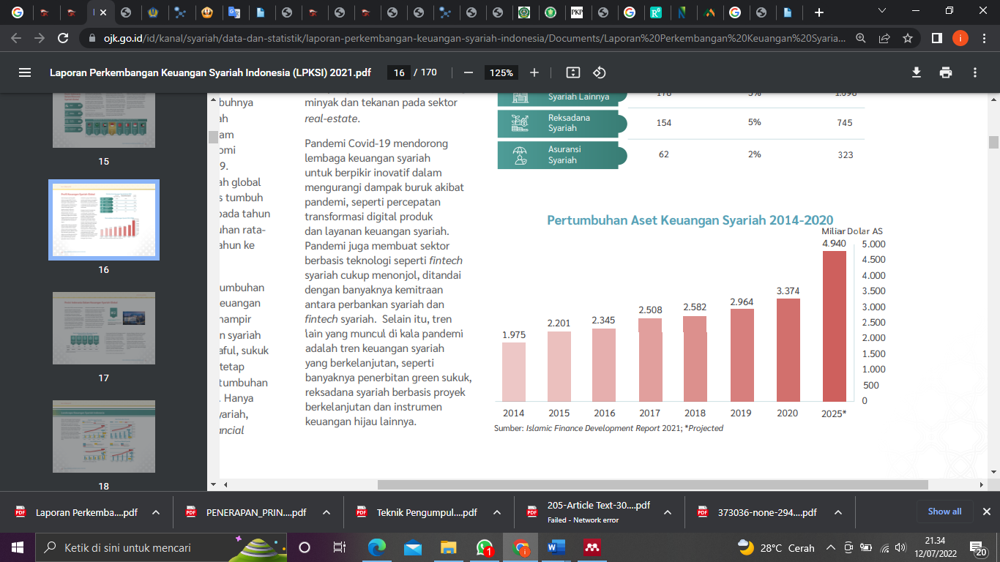 PKP
ojk.go.id/id/kanal/syariah/data-dan-statistik/laporan-perkembangan-keuangan-syariah-indonesia/Documents/Laporan%20Perkembangan%20Keuangan%20Syaria...
Laporan Perkembangan Keuangan Syariah Indonesia (LPKSI) 2021.pdf
16 / 170
125%
15
16
17
18
buhnya
ah
am
omi
9.
ah global
s tumbuh
pada tahun
uhan rata-
ahun ke
umbuhan
euangan
hampir
n syariah
aful, sukuk
tetap
rtumbuhan
. Hanya
yariah,
ancial
minyak dan tekanan pada sektor
real-estate.
Pandemi Covid-19 mendorong
lembaga keuangan syariah
untuk berpikir inovatif dalam
mengurangi dampak buruk akibat
pandemi, seperti percepatan
transformasi digital produk
dan layanan keuangan syariah.
Pandemi juga membuat sektor
berbasis teknologi seperti fintech
syariah cukup menonjol, ditandai
dengan banyaknya kemitraan
antara perbankan syariah dan
fintech syariah. Selain itu, tren
lain yang muncul di kala pandemi
adalah tren keuangan syariah
yang berkelanjutan, seperti
banyaknya penerbitan green sukuk,
reksadana syariah berbasis proyek
berkelanjutan dan instrumen
keuangan hijau lainnya.
Syariah Lainnya
Reksadana
Syariah
154 5% 745
Asuransi
Syariah
62 2% 323
Pertumbuhan Aset Keuangan Syariah 2014-2020
Miliar Dolar AS
1.975
2.201
2.345
2.508
2.582
2.964
3.374
4.940
5.000
4.500
4.000
3.500
3.000
2.500
2.000
1.500
1.000
500
0
2014 2015 2016 2017 2018 2019 2020 2025*
Sumber: Islamic Finance Development Report 2021; *Projected
Laporan Perkemba....pdf
PENERAPAN_PRIN....pdf
Teknik Pengumpul....pdf
205-Article Text-30....pdf
Failed - Network error
373036-none-294....pdf
Show all
Ketik di sini untuk mencari
1
28°C Cerah
21.34
12/07/2022
20